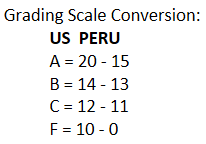 Grading Scale Conversion:
US PERU
A = 20 - 15
B = 14 - 13
C = 12 - 11
F = 10 - 0